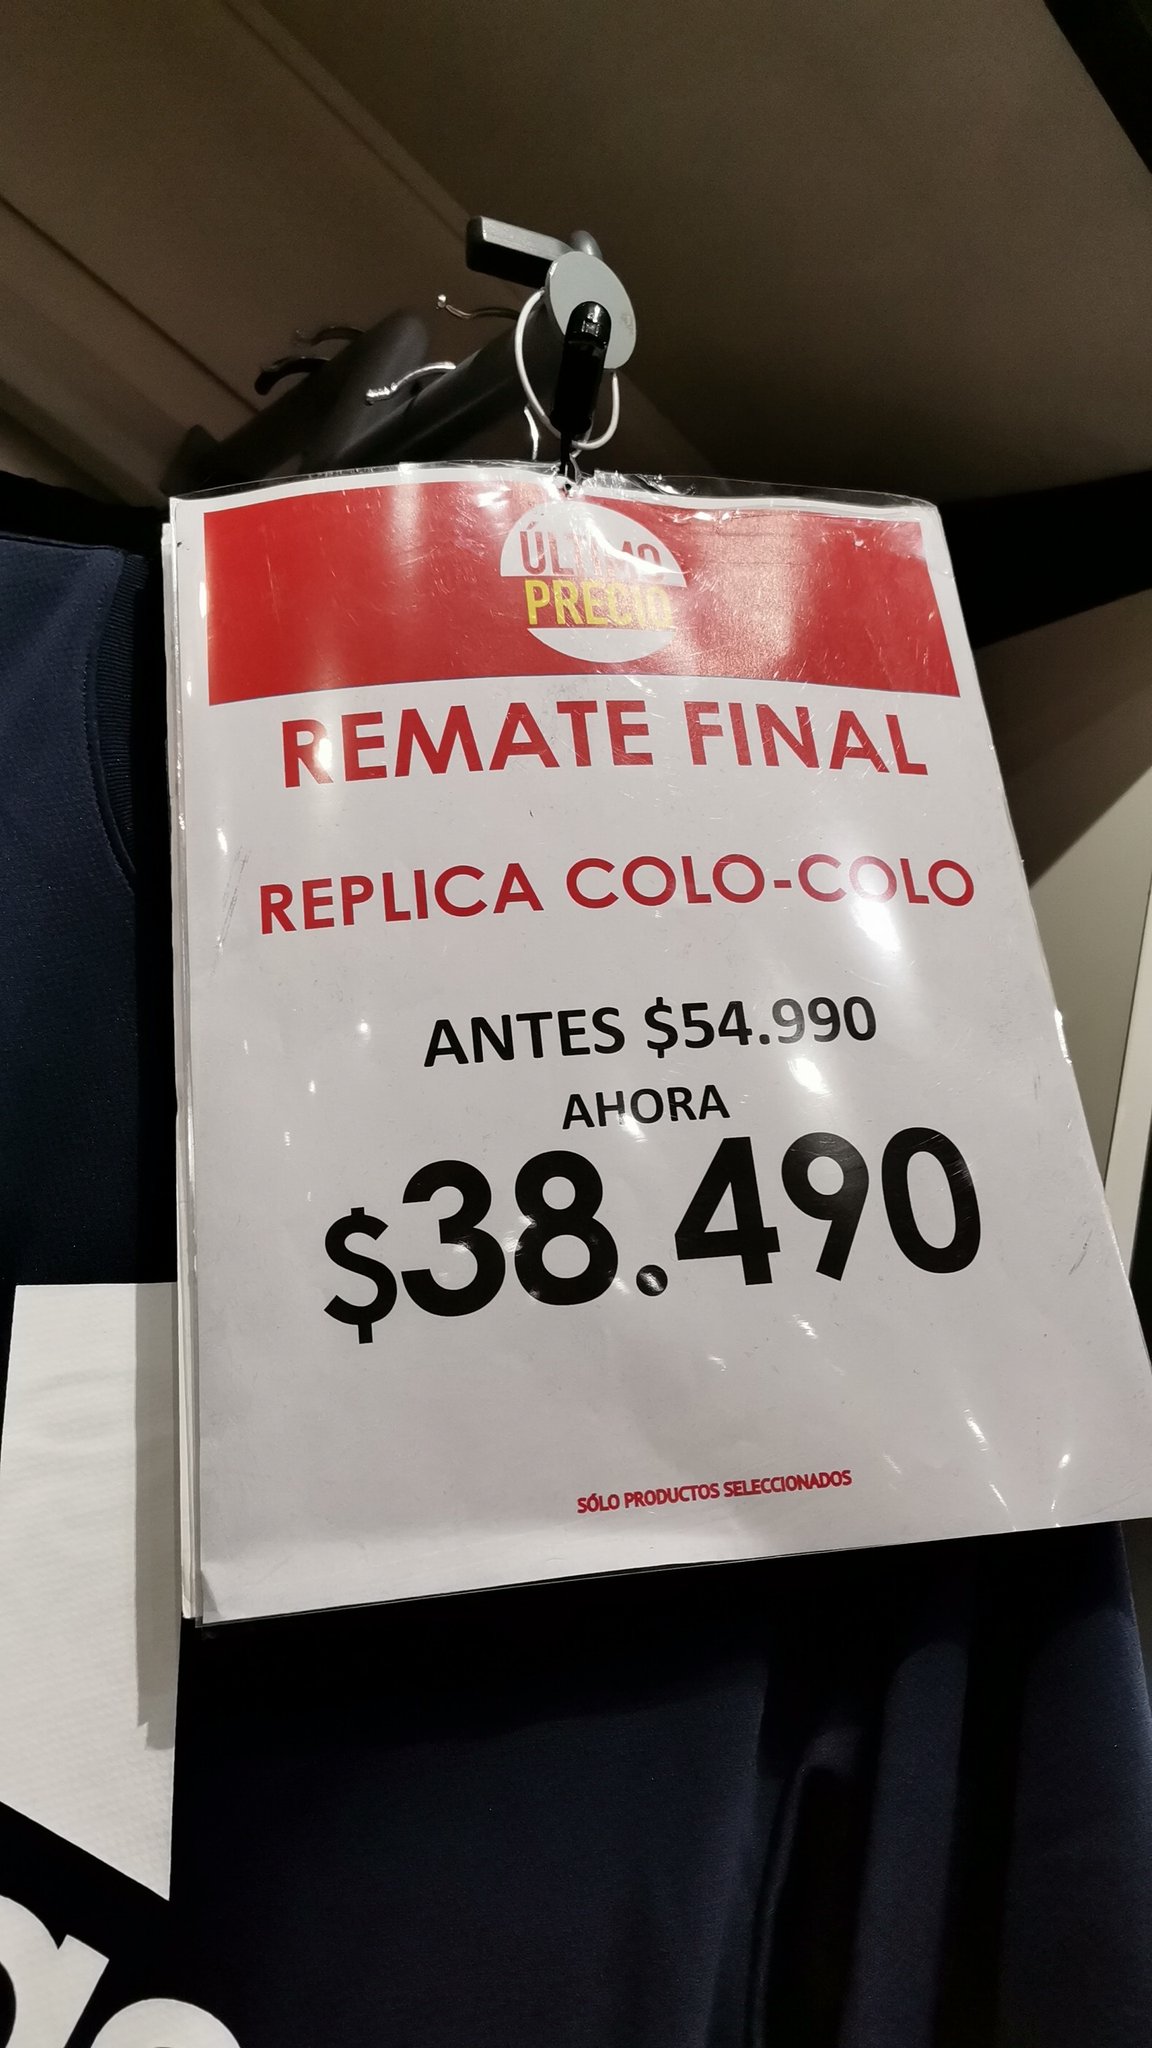 ÚLTIMO
PRECIO
REMATE FINAL
REPLICA COLO-COLO
ANTES $54.990
AHORA
$38.490
SÓLO PRODUCTOS SELECCIONADOS